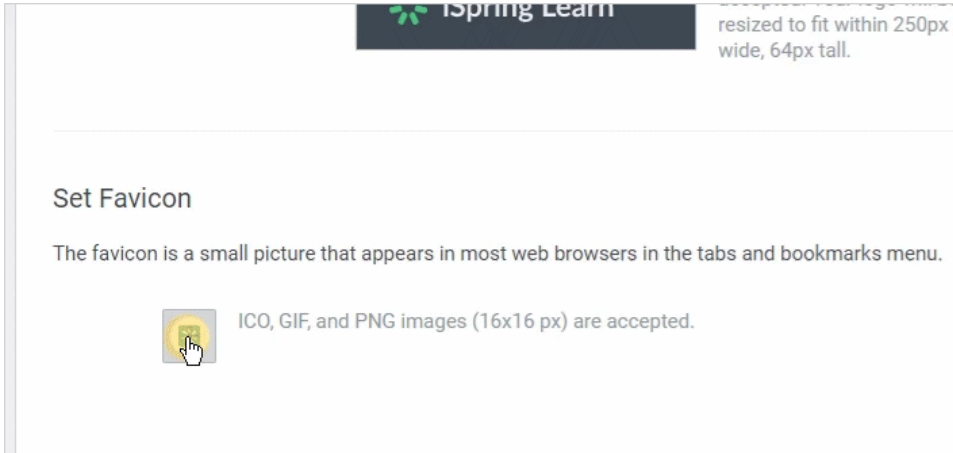 iSpring Learn
resized to fit within 250px
wide, 64px tall.
Set Favicon
The favicon is a small picture that appears in most web browsers in the tabs and bookmarks menu.
ICO, GIF, and PNG images (16x16 px) are accepted.